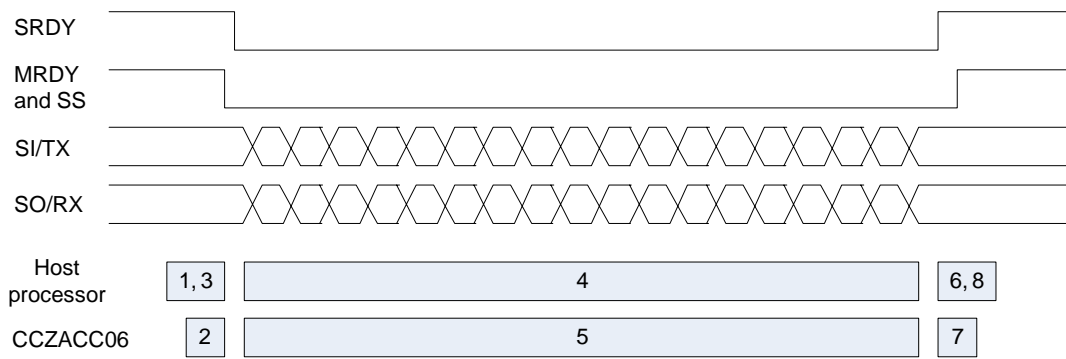 SRDY
MRDY
and SS
SI/TX
SO/RX
Host
processor
1, 3
4
6, 8
CCZACC06
2
5
7